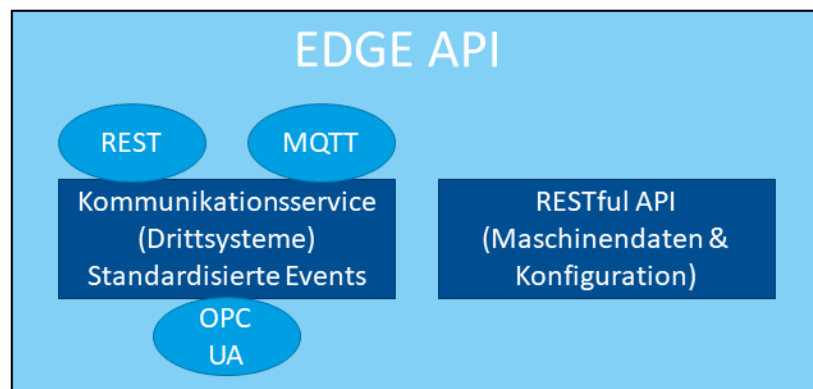 EDGE API
REST
MQTT
Kommunikationsservice
(Drittsysteme)
Standardisierte Events
OPC
UA
RESTful API
(Maschinendaten &
Konfiguration)